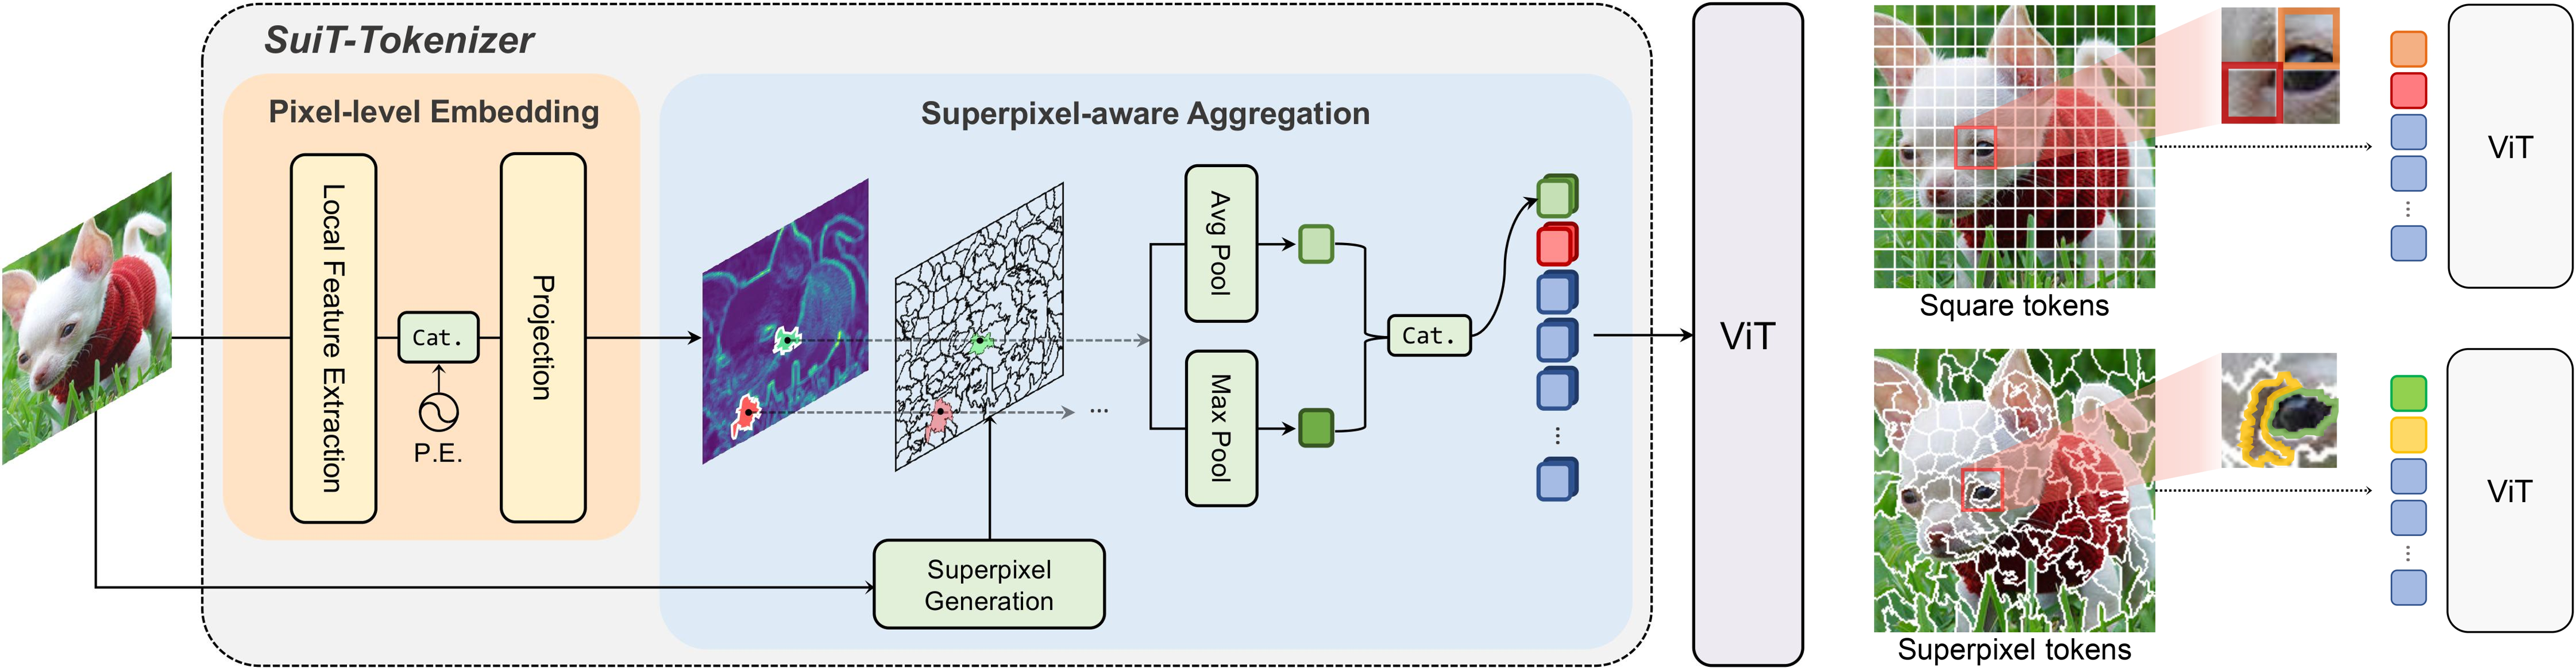 SuiT-Tokenizer
Pixel-level Embedding
Local Feature Extraction
Cat.
P.E.
Projection
Superpixel-aware Aggregation
Superpixel
Generation
...
Avg Pool
Max Pool
Cat.
...
ViT
Square tokens
...
ViT
Superpixel tokens
...
ViT